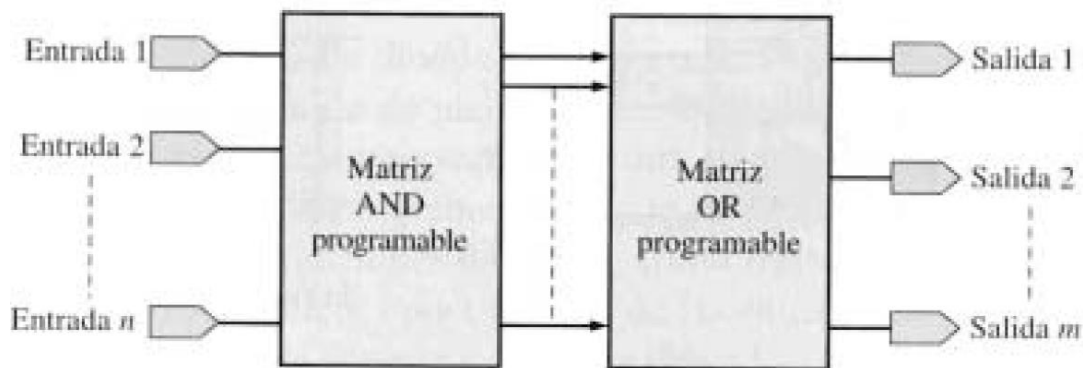 Entrada 1
Entrada 2
Entrada n
Matriz
AND
programable
Matriz
OR
programable
Salida 1
Salida 2
Salida m